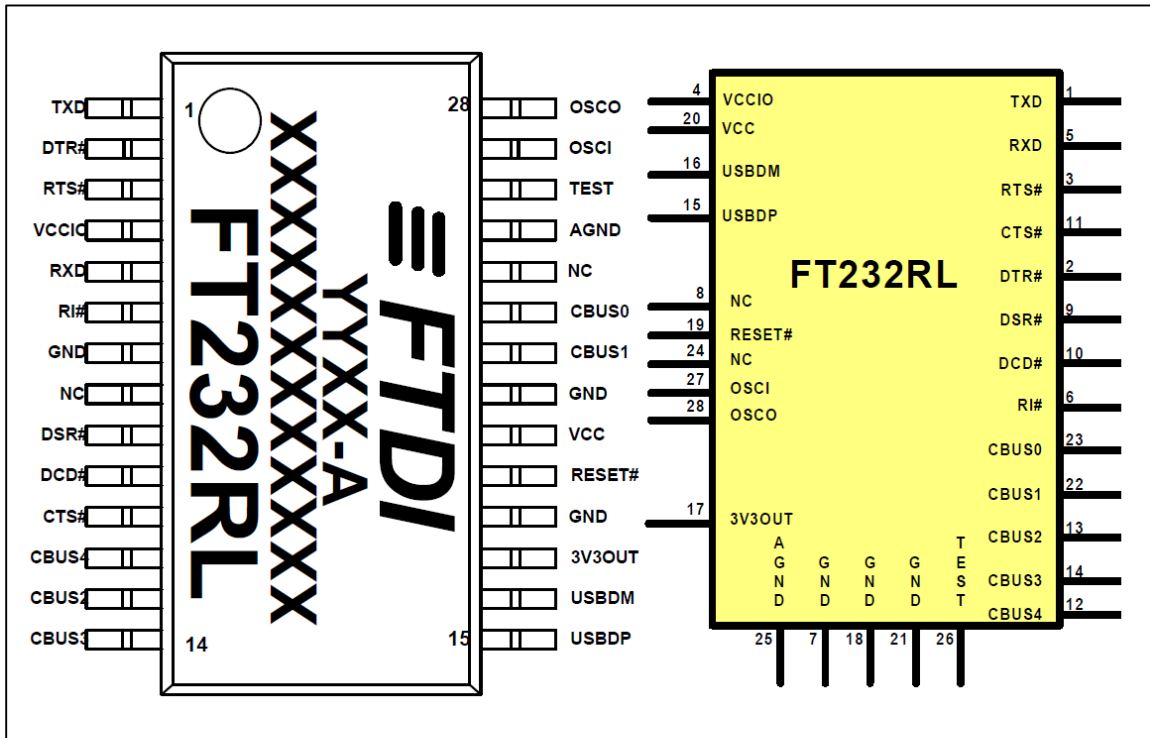 TXD
DTR#
RTS#
VCCIO
RXD
RI#
GND
NC
DSR#
DCD#
CTS#
CBUS4
CBUS2
CBUS3
1
14
28
15
FT232RL
XXXXXXXXXXXX
YYXX-A
FTDI
OSCO
OSCI
TEST
AGND
NC
CBUS0
CBUS1
GND
VCC
RESET#
GND
3V3OUT
USBDM
USBDP
4 VCCIO
20 VCC
16 USBDM
15 USBDP
8 NC
19 RESET#
24 NC
27 OSCI
28 OSCO
17 3V3OUT
FT232RL
TXD 1
RXD 5
RTS# 3
CTS# 11
DTR# 2
DSR# 9
DCD# 10
RI# 6
CBUS0 23
CBUS1 22
CBUS2 13
CBUS3 14
CBUS4 12
AGND 25
GND 7
GND 18
GND 21
TEST 26